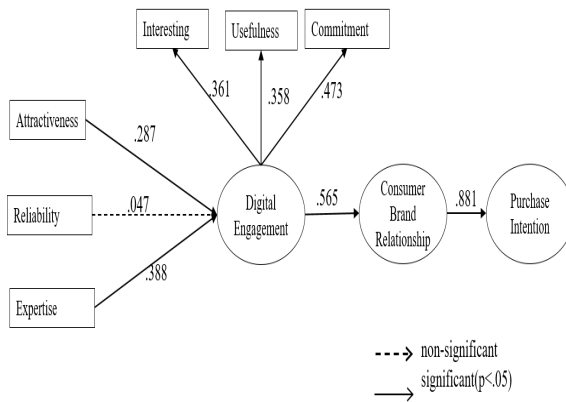 Interesting
Usefulness
Commitment
.361
.358
.473
Attractiveness
.287
Reliability
.047
Digital
Engagement
.565
Consumer
Brand
Relationship
.881
Purchase
Intention
Expertise
.388
non-significant
significant(p<.05)